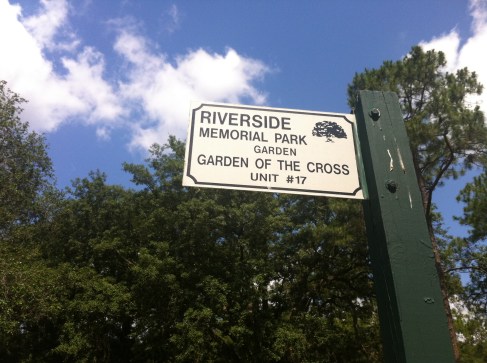 RIVERSIDE
MEMORIAL PARK
GARDEN
GARDEN OF THE CROSS
UNIT #17